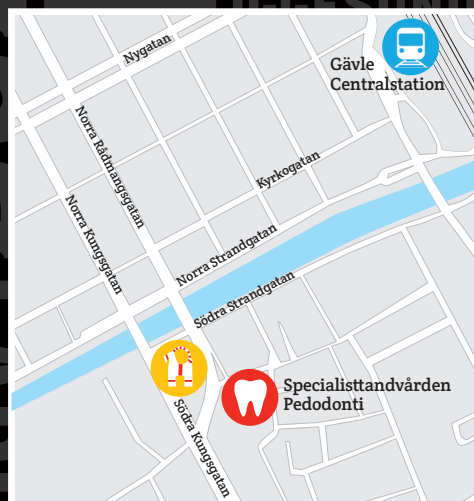 Nygatan
Gävle
Centralstation
Norra Rådmansgatan
Kyrkogatan
Norra Kungsgatan
Norra Strandgatan
Södra Strandgatan
Specialisttandvården
Pedodonti
Södra Kungsgatan